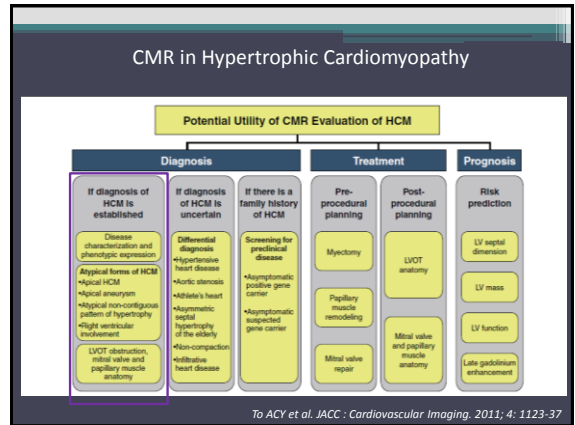 CMR in Hypertrophic Cardiomyopathy
Potential Utility of CMR Evaluation of HCM
Diagnosis
If diagnosis of
HCM is
established
Disease
characterization and
phenotypic expression
Atypical forms of HCM
•Apical HCM
•Apical aneurysm
•Atypical non-contiguous
pattern of hypertrophy
•Right ventricular
involvement
LVOT obstruction,
mitral valve and
papillary muscle
anatomy
If diagnosis
of HCM is
uncertain
Differential
diagnosis
•Hypertensive
heart disease
•Aortic stenosis
•Athlete's heart
•Asymmetric
septal
hypertrophy
of the elderly
•Non-compaction
•Infiltrative
heart disease
If there is a
family history
of HCM
Screening for
preclinical
disease
•Asymptomatic
positive gene
carrier
•Asymptomatic
suspected
gene carrier
Treatment
Pre-
procedural
planning
Myectomy
Papillary
muscle
remodeling
Mitral valve
repair
Post-
procedural
planning
LVOT
anatomy
Mitral valve
and papillary
muscle
anatomy
Prognosis
Risk
prediction
LV septal
dimension
LV mass
LV function
Late gadolinium
enhancement
To ACY et al. JACC : Cardiovascular Imaging. 2011; 4: 1123-37